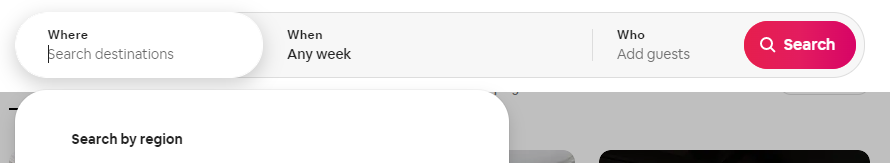 Where
Search destinations
When
Any week
Who
Add guests
Search
Search by region